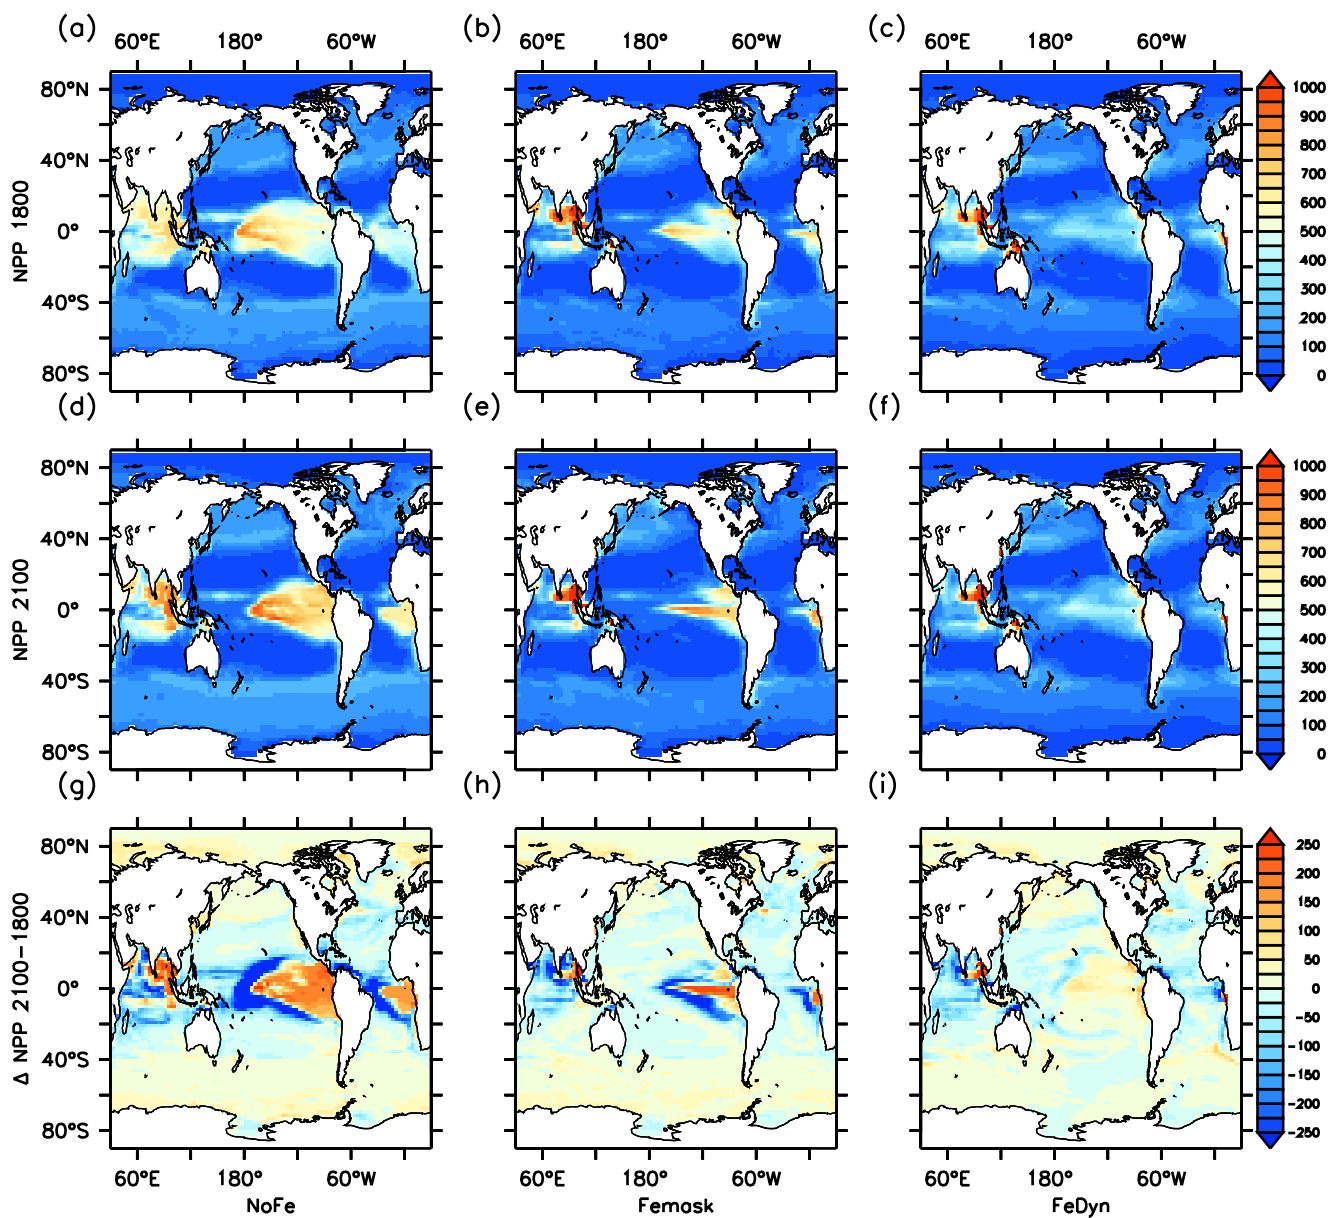 (a) (b) (c)
60°E 180° 60°W 60°E 180° 60°W 60°E 180° 60°W
NPP 1800
80°N
40°N
0°
40°S
80°S
1000
900
800
700
600
500
400
300
200
100
0
(d) (e) (f)
NPP 2100
80°N
40°N
0°
40°S
80°S
1000
900
800
700
600
500
400
300
200
100
0
(g) (h) (i)
Δ NPP 2100-1800
80°N
40°N
0°
40°S
80°S
250
200
150
100
50
0
-50
-100
-150
-200
-250
60°E 180° 60°W 60°E 180° 60°W 60°E 180° 60°W
NoFe Femask FeDyn